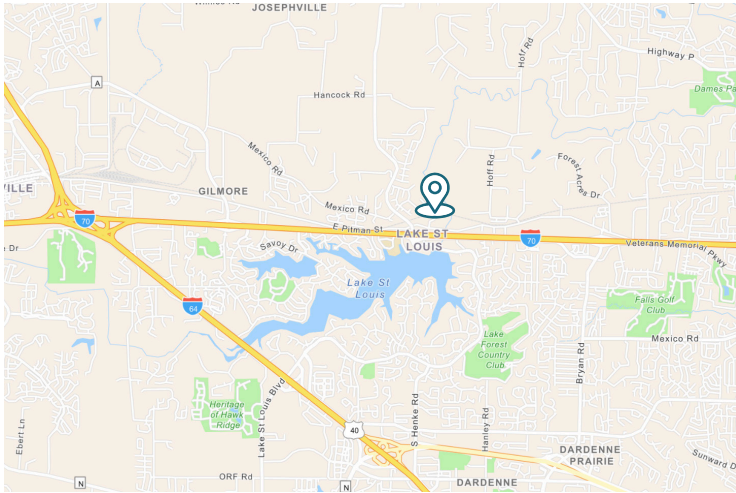 JOSEPHVILLE
Hoff Rd
Highway P
A
Dames Pa
Hancock Rd
Mexico Rd
Hoff Rd
Forest Acres Dr
VILLE
GILMORE
Mexico Rd
70
E Pitman St
LAKE ST
LOUIS
70
Savoy Dr
Veterans Memorial Pkwy
Dr
Lake St
Louis
64
Falls Golf
Club
Lake
Forest
Country
Club
Mexico Rd
Bryan Rd
Heritage
of Hawk
Ridge
Lake St Louis Blvd
S Henke Rd
Hanley Rd
Ebert Ln
40
DARDENNE
PRAIRIE
Sunward D
ORF Rd
N
N
DARDENNE